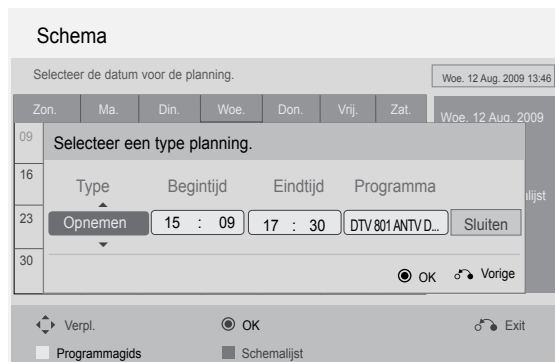 Schema
Selecteer de datum voor de planning.
Woe. 12 Aug. 2009 13:46
Zon. Ma. Din. Woe. Don. Vrij. Zat.
Woe. 12 Aug. 2009
09
Selecteer een type planning.
16
Type Begintijd Eindtijd Programma
23
Opnemen 15 : 09 17 : 30 DTV 801 ANTV D... Sluiten
30
OK Vorige
Verpl. OK Exit
Programmagids Schemalijst